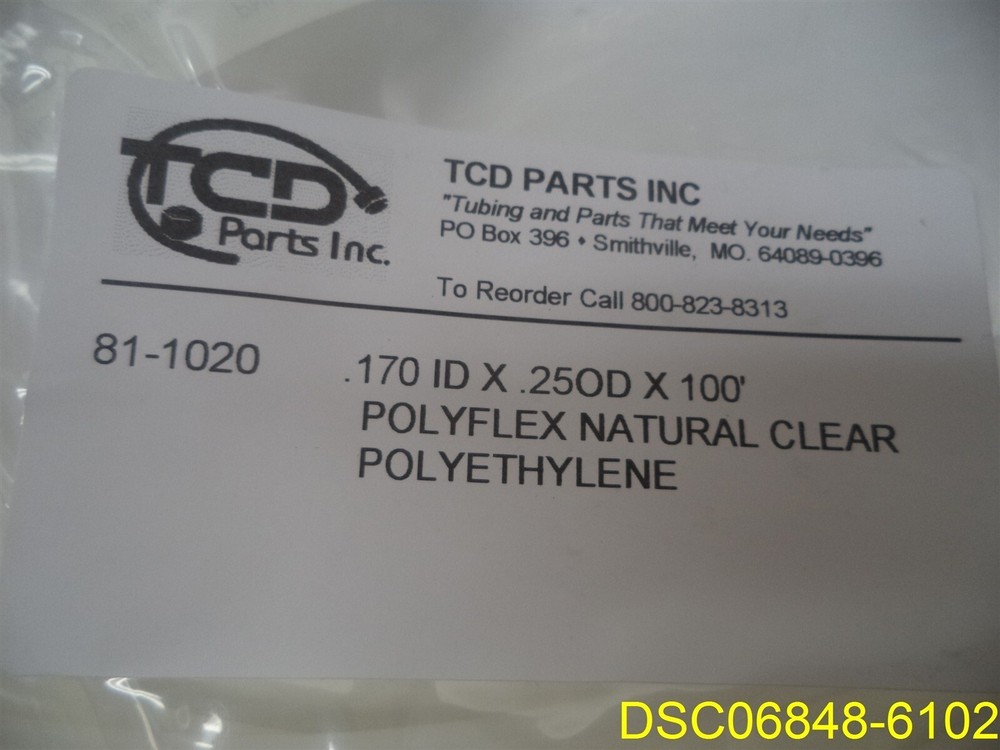 TCD
Parts Inc.
TCD PARTS INC
"Tubing and Parts That Meet Your Needs"
PO Box 396 ♦ Smithville, MO. 64089-0396
To Reorder Call 800-823-8313
81-1020 .170 ID X .25OD X 100'
POLYFLEX NATURAL CLEAR
POLYETHYLENE
DSC06848-6102